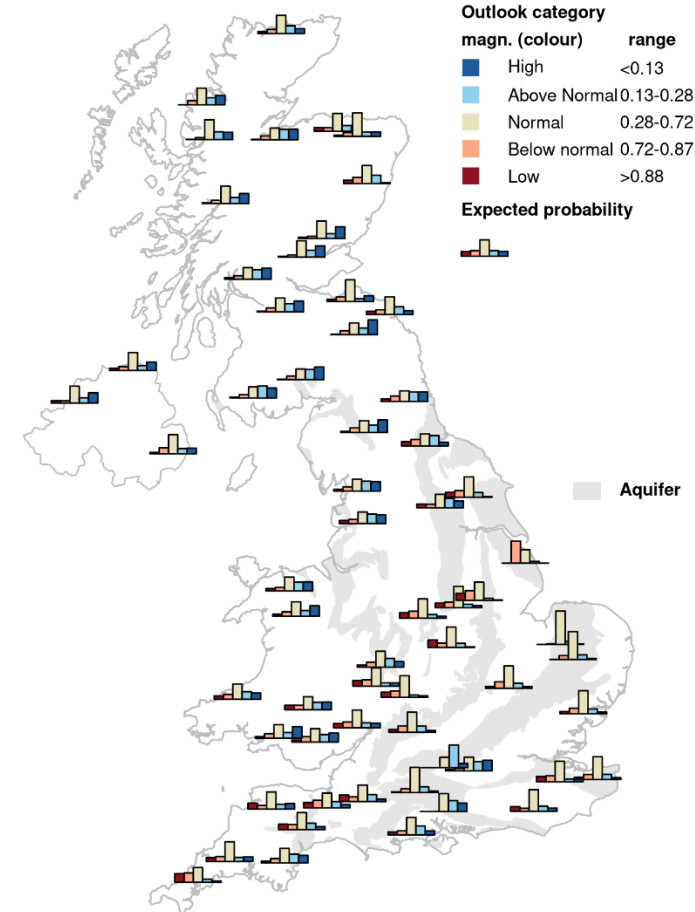 Outlook category
magn. (colour) range
High <0.13
Above Normal 0.13-0.28
Normal 0.28-0.72
Below normal 0.72-0.87
Low >0.88
Expected probability
Aquifer